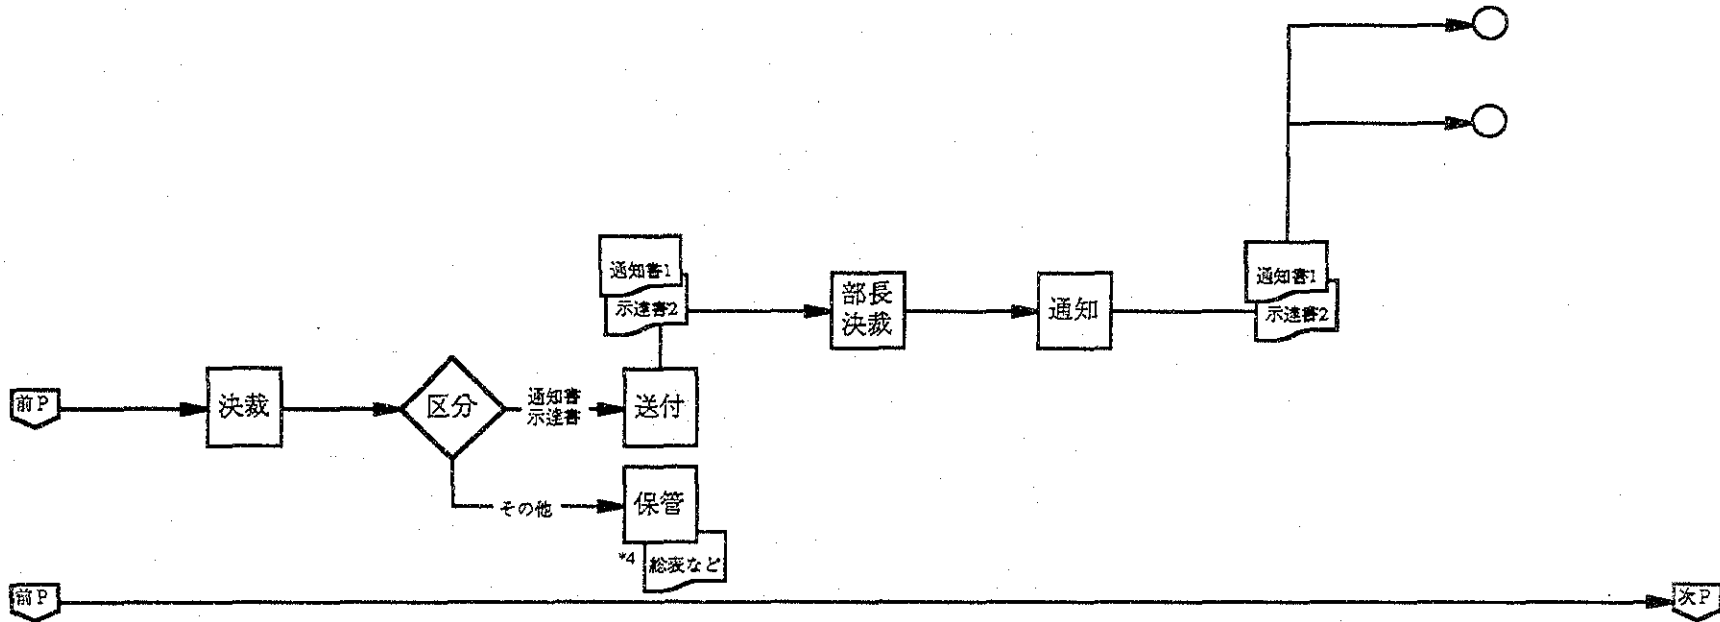 通知書1
示達書2
部長
決裁
通知
通知書1
示達書2
前P
決裁
区分
通知書
示達書
送付
その他
保管
*4
総表など
前P
次P